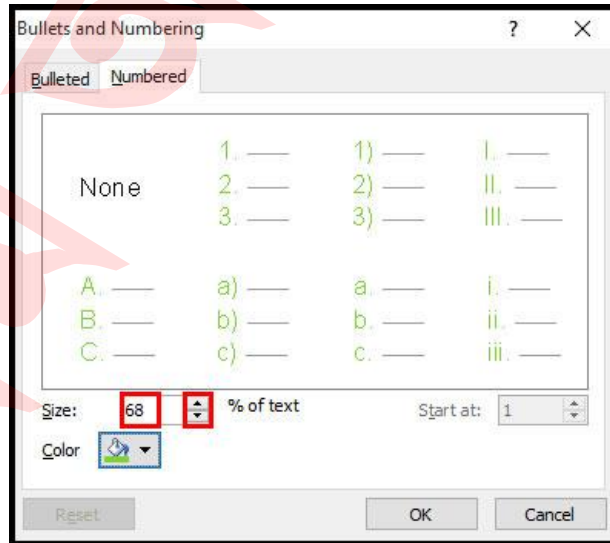 Bullets and Numbering ? ✕
Bulleted Numbered
None
1.
2.
3.
1)
2)
3)
I.
II.
III.
A.
B.
C.
a)
b)
c)
a.
b.
c.
i.
ii.
iii.
Size: 68 % of text Start at: 1
Color
Reset OK Cancel